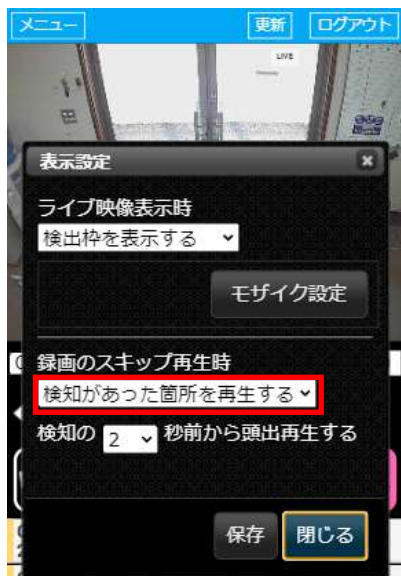 メニュー
更新
ログアウト
LIVE
表示設定
ライブ映像表示時
検出枠を表示する
モザイク設定
録画のスキップ再生時
検知があった箇所を再生する
検知の 2 秒前から頭出再生する
保存
閉じる